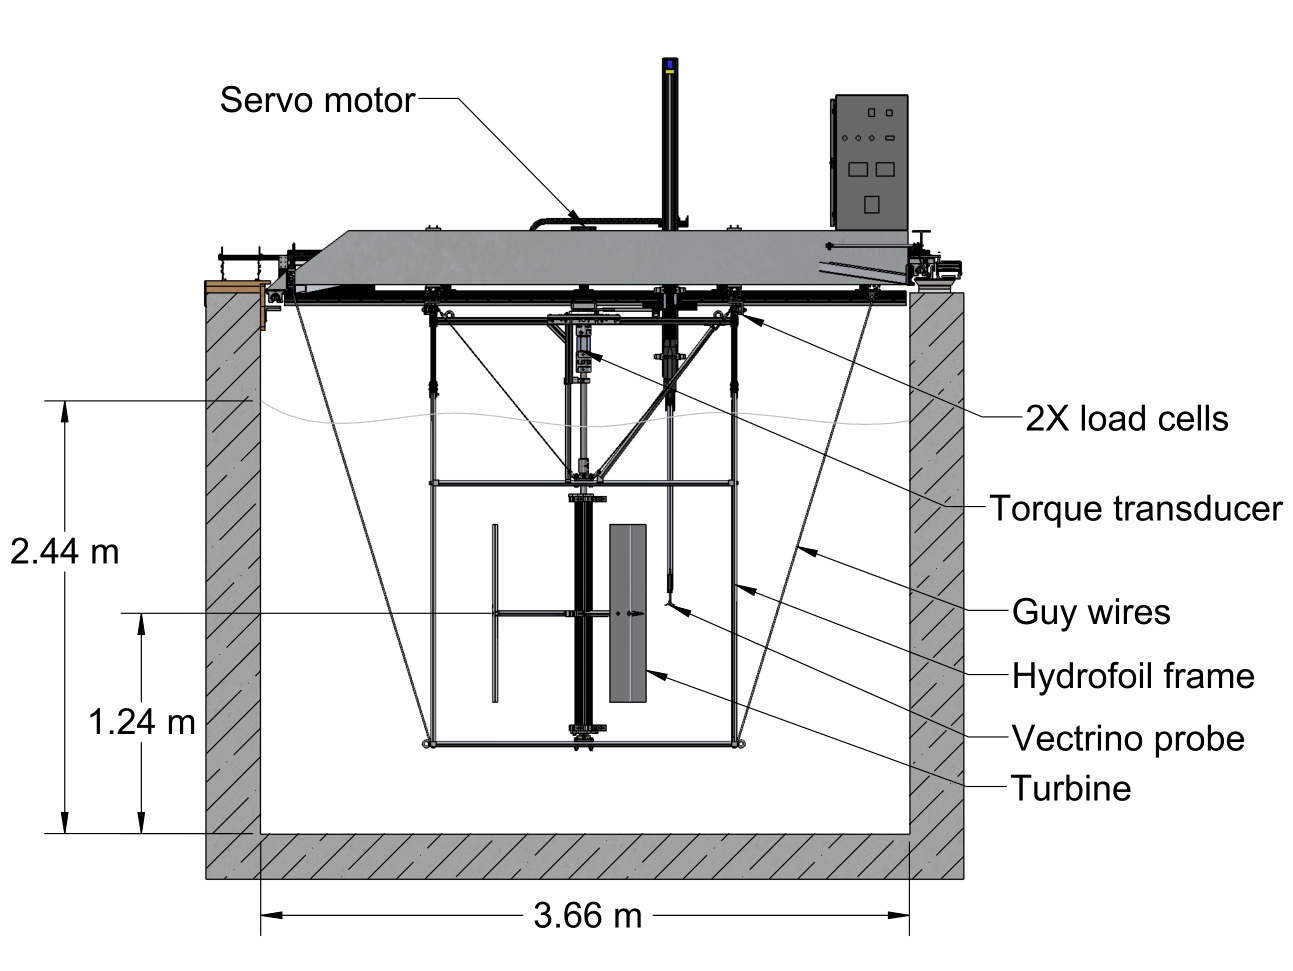 Servo motor
2X load cells
Torque transducer
2.44 m
Guy wires
Hydrofoil frame
1.24 m
Vectrino probe
Turbine
3.66 m